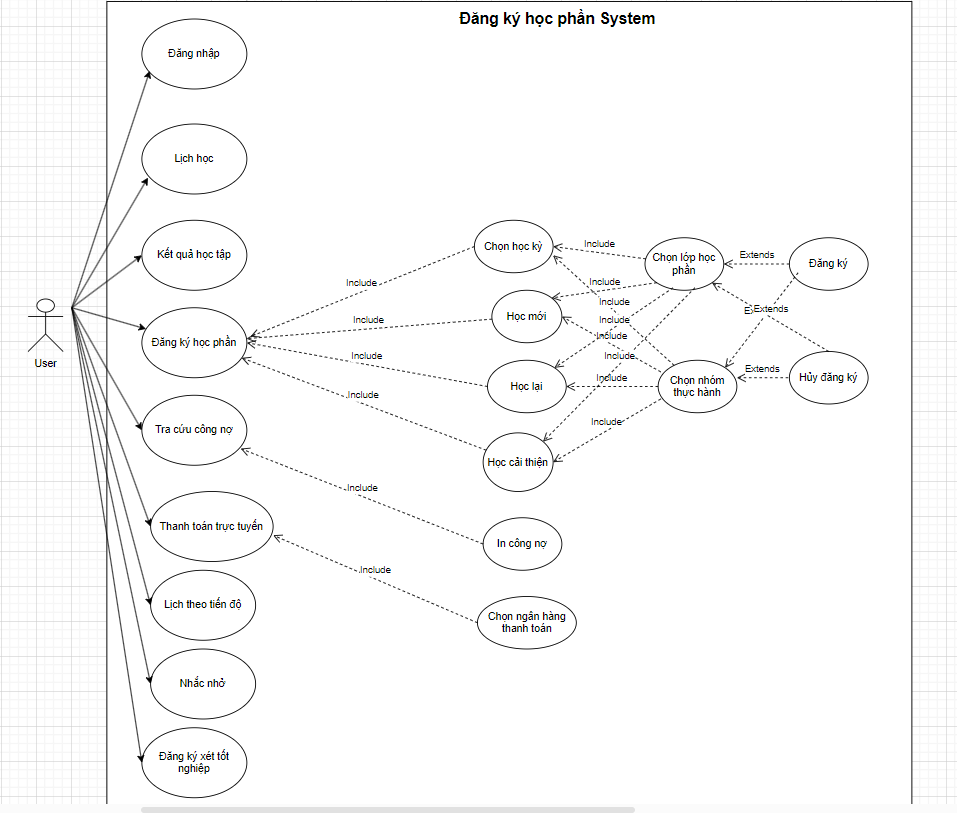 Đăng ký học phần System
Đăng nhập
Lịch học
Kết quả học tập
Đăng ký học phần
Tra cứu công nợ
Thanh toán trực tuyến
Lịch theo tiến độ
Nhắc nhở
Đăng ký xét tốt
nghiệp
User
Include
Include
Include
Include
Include
Include
Chọn học kỳ
Học mới
Học lại
Học cải thiện
In công nợ
Chọn ngân hàng
thanh toán
Include
Include
Include
Include
Include
Include
Include
Include
Chọn lớp học
phần
Chọn nhóm
thực hành
Extends
Extends
Extends
Đăng ký
Hủy đăng ký